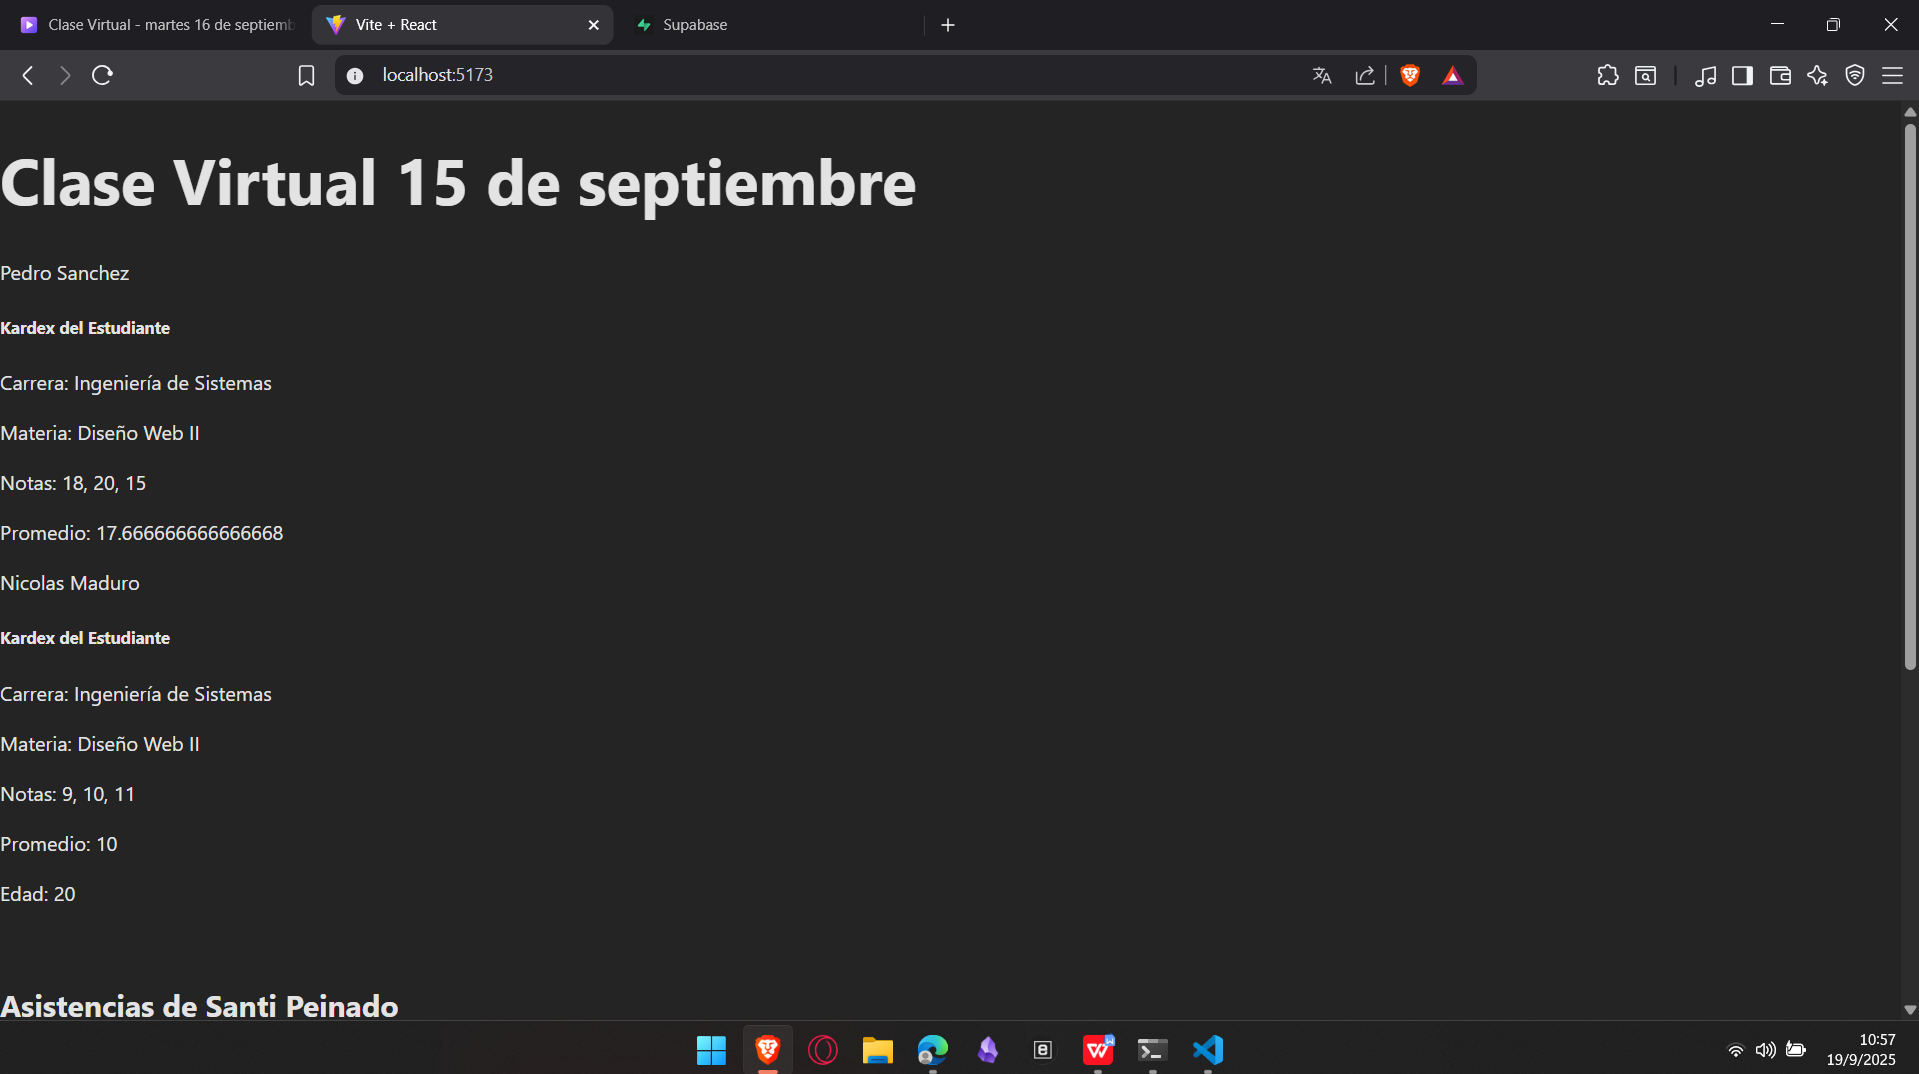 Clase Virtual - martes 16 de septiemb
Vite + React
Supabase
localhost:5173
Clase Virtual 15 de septiembre
Pedro Sanchez
Kardex del Estudiante
Carrera: Ingeniería de Sistemas
Materia: Diseño Web II
Notas: 18, 20, 15
Promedio: 17.666666666666668
Nicolas Maduro
Kardex del Estudiante
Carrera: Ingeniería de Sistemas
Materia: Diseño Web II
Notas: 9, 10, 11
Promedio: 10
Edad: 20
Asistencias de Santi Peinado
10:57
19/9/2025